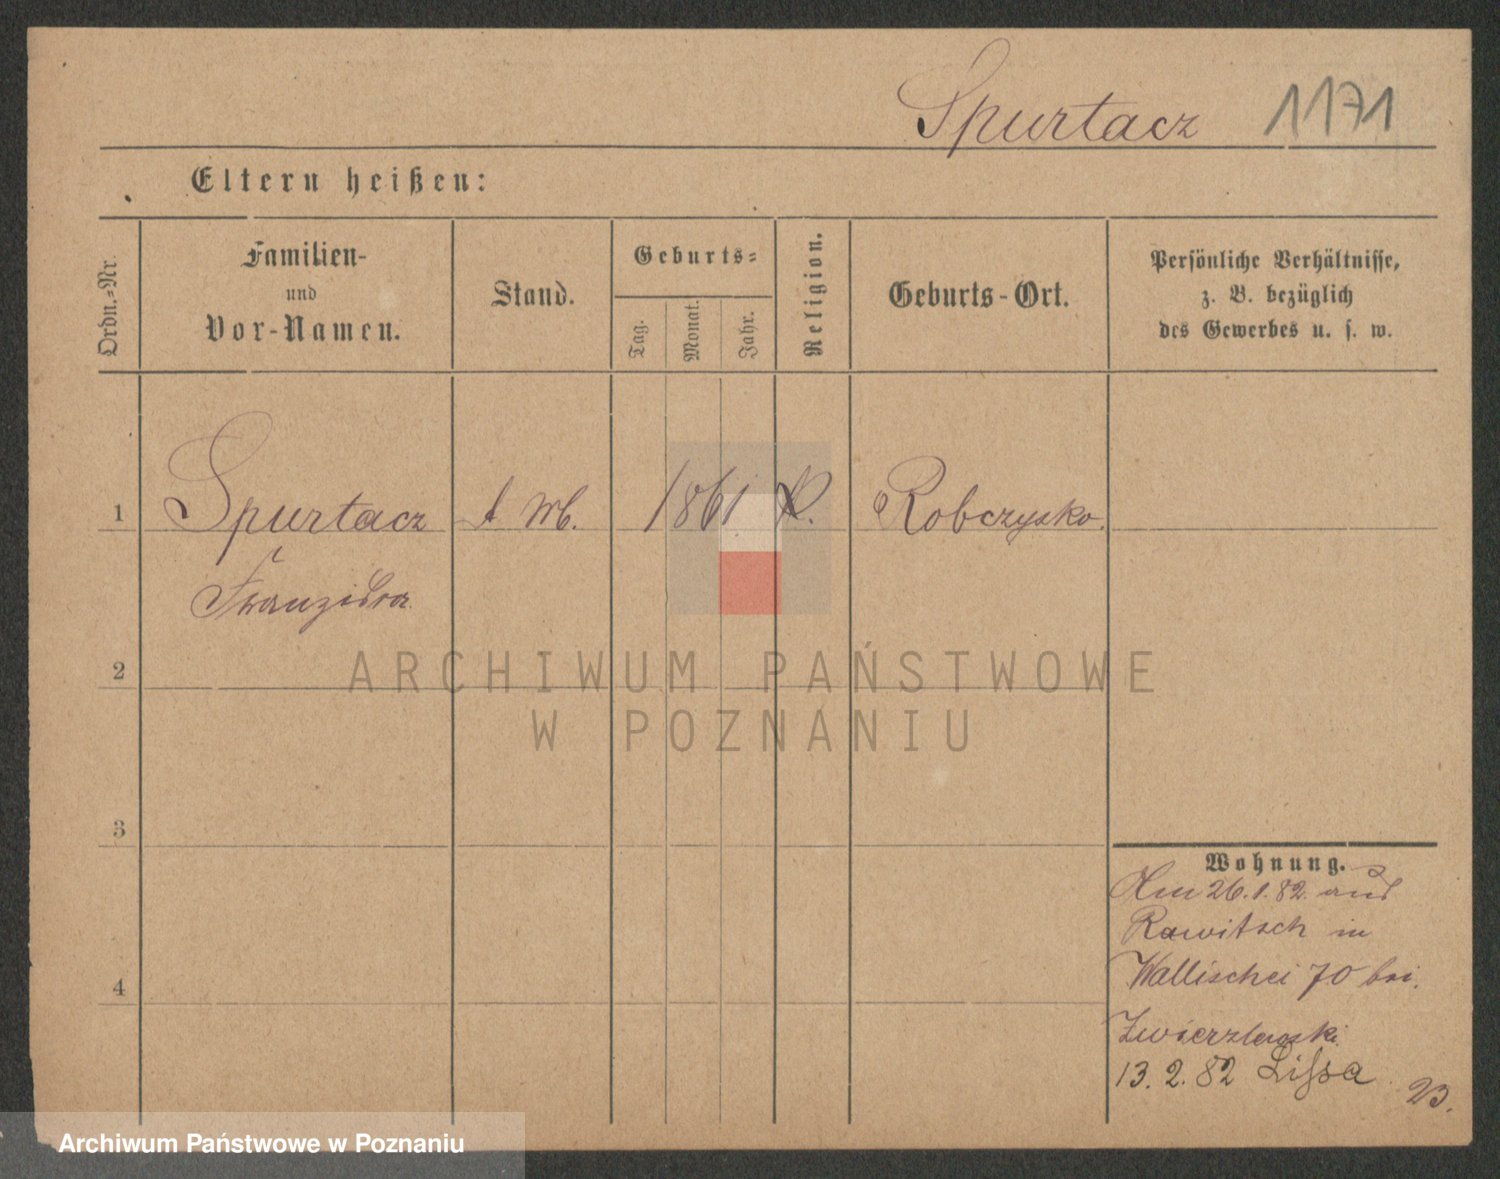 Spurtacz 1171
Eltern heißen:
Ordn.-Nr.
Familien-
und
Vor-Namen.
Stand.
Geburts-
Tag.
Monat.
Jahr.
Religion.
Geburts-Ort.
Persönliche Verhältnisse,
z. B. bezüglich
des Gewerbes u. s. w.
1 Spurtacz 1861 K. Robczysko.
Franziska
2
3
4
Wohnung.
Am 26.1.82. aus
Rawitsch in
Wallischei 70 bei
13. 2. 82 Lissa
ARCHIWUM PAŃSTWOWE
W POZNANIU
Archiwum Państwowe w Poznaniu